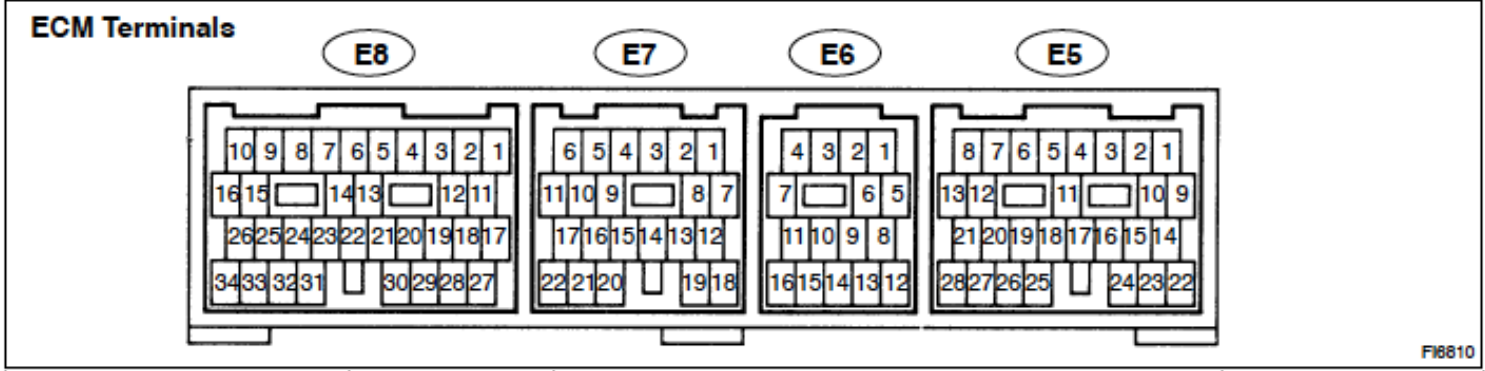 ECM Terminals
E8 E7 E6 E5
10 9 8 7 6 5 4 3 2 1 6 5 4 3 2 1 4 3 2 1 8 7 6 5 4 3 2 1
16 15 14 13 12 11 11 10 9 8 7 7 6 5 13 12 11 10 9
26 25 24 23 22 21 20 19 18 17 17 16 15 14 13 12 11 10 9 8 21 20 19 18 17 16 15 14
34 33 32 31 30 29 28 27 22 21 20 19 18 16 15 14 13 12 28 27 26 25 24 23 22
FI6810